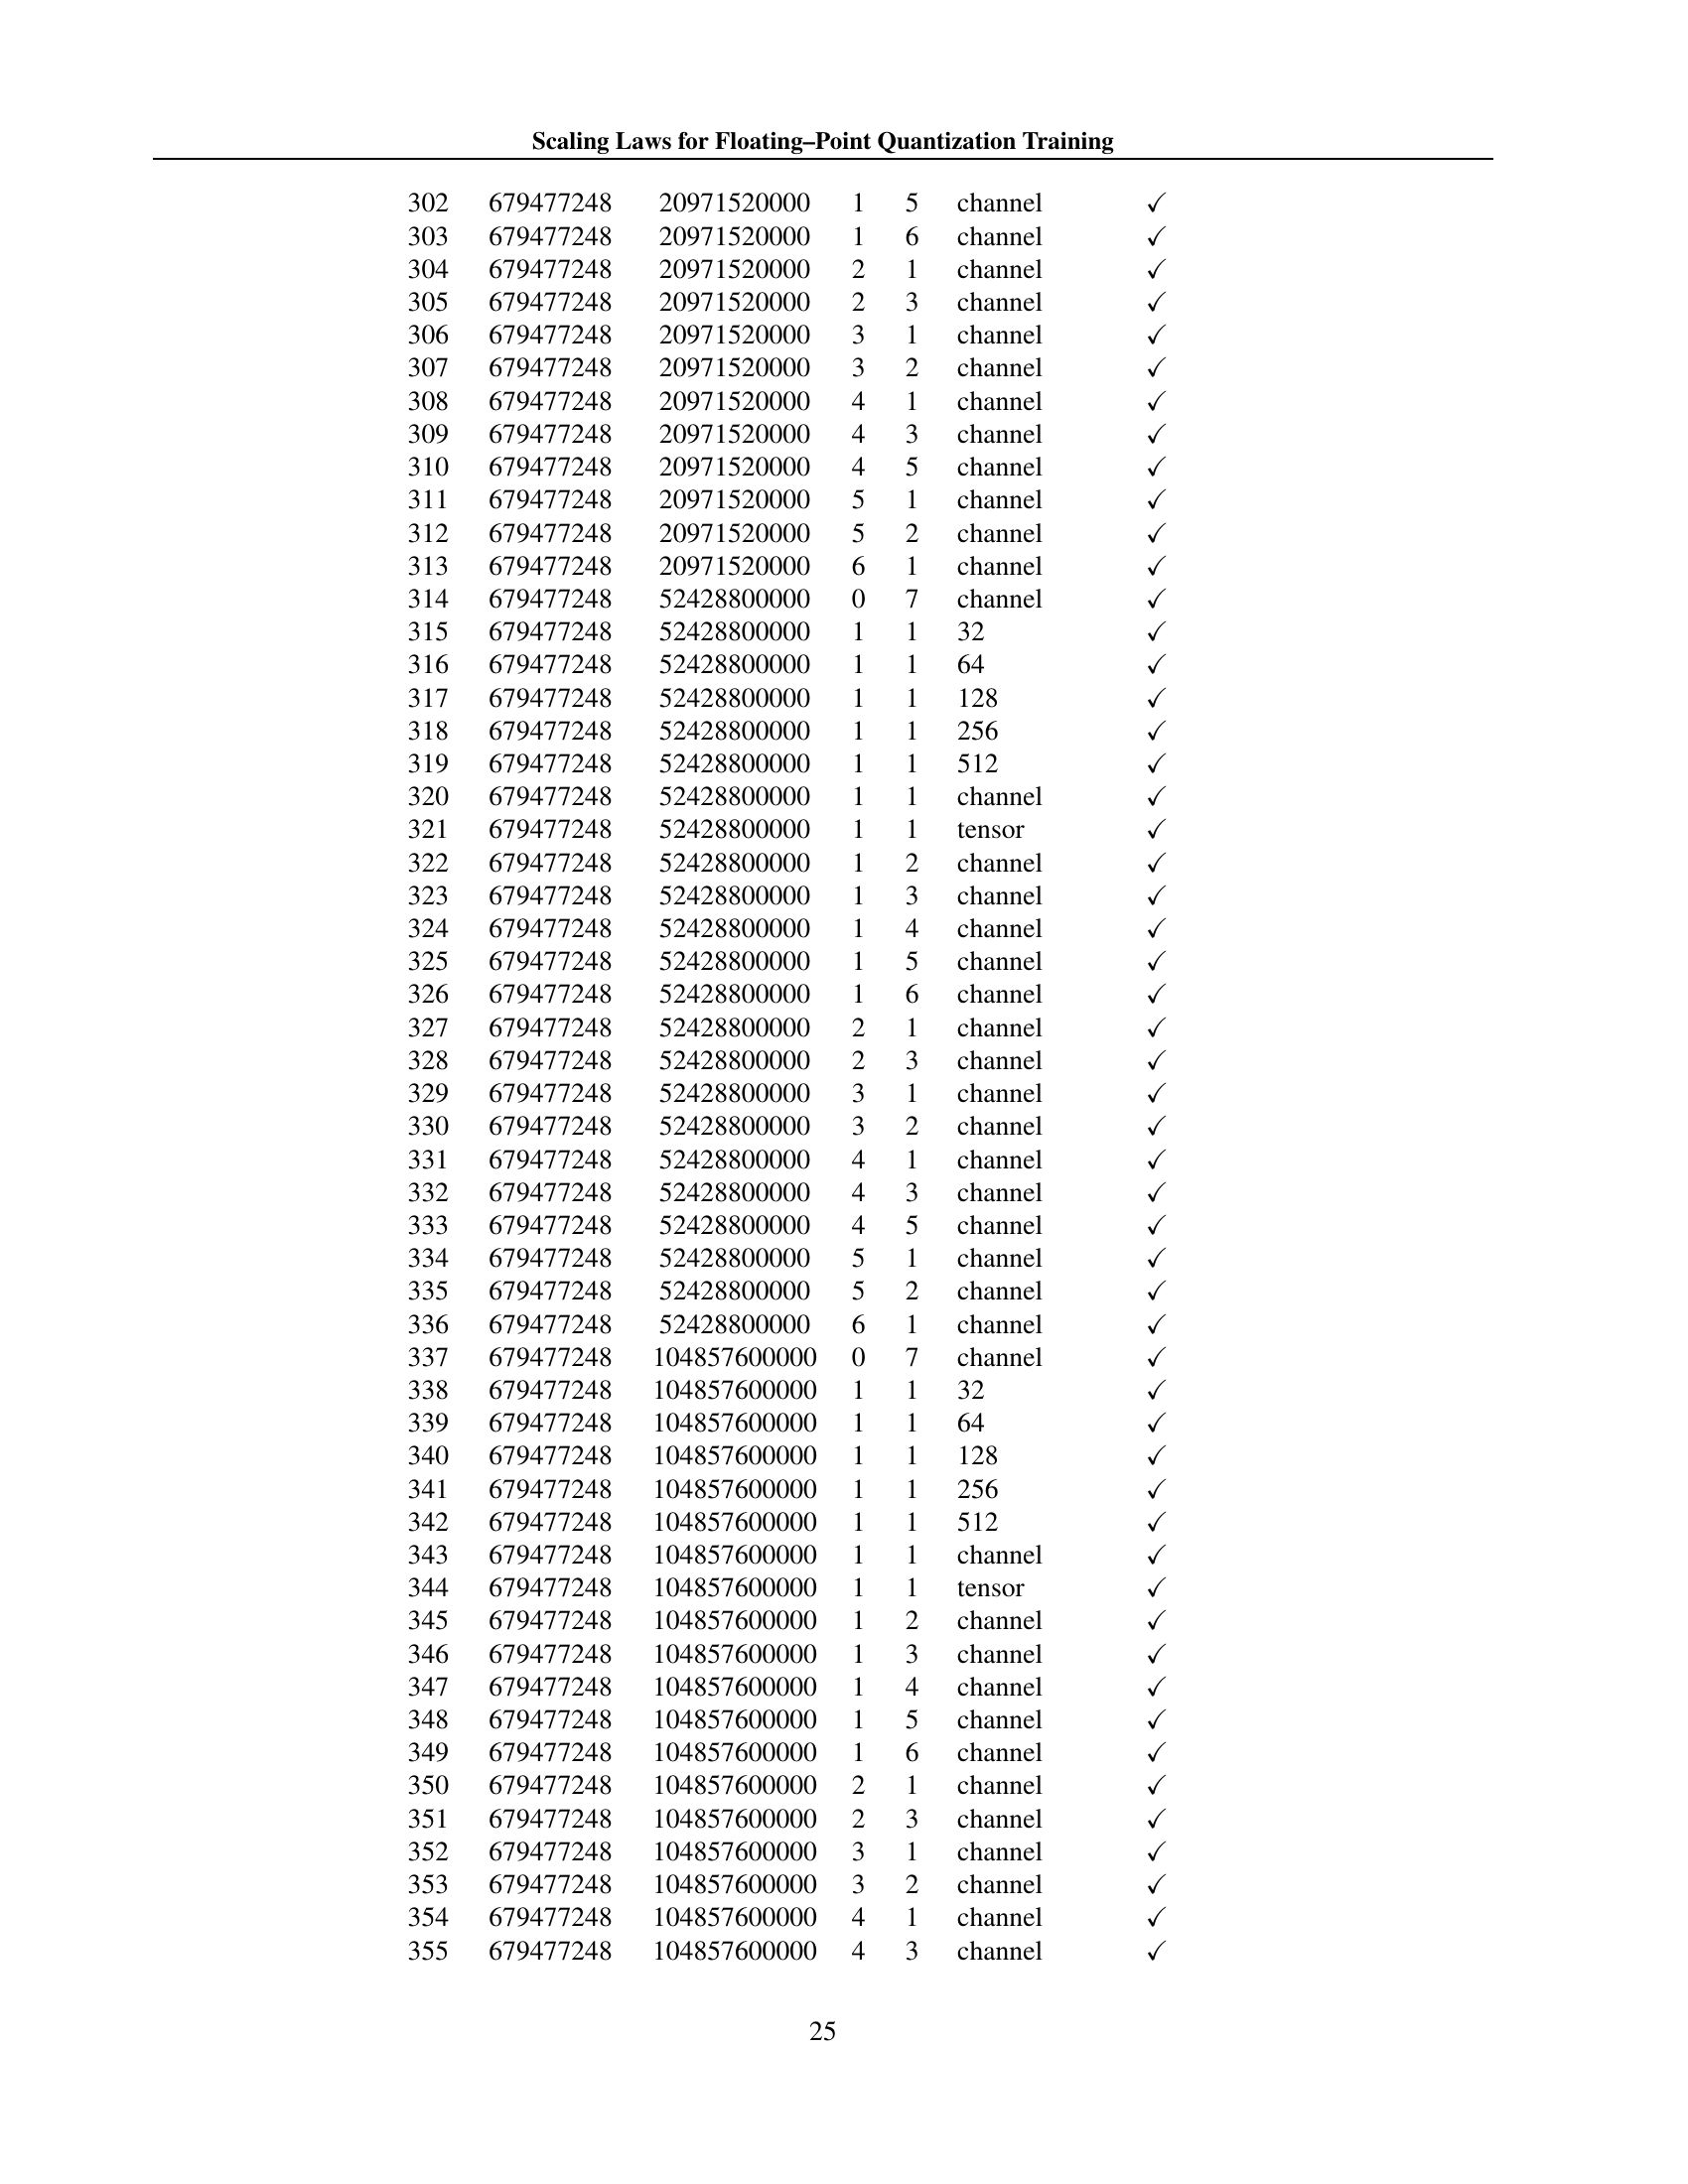 Scaling Laws for Floating–Point Quantization Training
302 679477248 20971520000 1 5 channel ✓
303 679477248 20971520000 1 6 channel ✓
304 679477248 20971520000 2 1 channel ✓
305 679477248 20971520000 2 3 channel ✓
306 679477248 20971520000 3 1 channel ✓
307 679477248 20971520000 3 2 channel ✓
308 679477248 20971520000 4 1 channel ✓
309 679477248 20971520000 4 3 channel ✓
310 679477248 20971520000 4 5 channel ✓
311 679477248 20971520000 5 1 channel ✓
312 679477248 20971520000 5 2 channel ✓
313 679477248 20971520000 6 1 channel ✓
314 679477248 52428800000 0 7 channel ✓
315 679477248 52428800000 1 1 32 ✓
316 679477248 52428800000 1 1 64 ✓
317 679477248 52428800000 1 1 128 ✓
318 679477248 52428800000 1 1 256 ✓
319 679477248 52428800000 1 1 512 ✓
320 679477248 52428800000 1 1 channel ✓
321 679477248 52428800000 1 1 tensor ✓
322 679477248 52428800000 1 2 channel ✓
323 679477248 52428800000 1 3 channel ✓
324 679477248 52428800000 1 4 channel ✓
325 679477248 52428800000 1 5 channel ✓
326 679477248 52428800000 1 6 channel ✓
327 679477248 52428800000 2 1 channel ✓
328 679477248 52428800000 2 3 channel ✓
329 679477248 52428800000 3 1 channel ✓
330 679477248 52428800000 3 2 channel ✓
331 679477248 52428800000 4 1 channel ✓
332 679477248 52428800000 4 3 channel ✓
333 679477248 52428800000 4 5 channel ✓
334 679477248 52428800000 5 1 channel ✓
335 679477248 52428800000 5 2 channel ✓
336 679477248 52428800000 6 1 channel ✓
337 679477248 104857600000 0 7 channel ✓
338 679477248 104857600000 1 1 32 ✓
339 679477248 104857600000 1 1 64 ✓
340 679477248 104857600000 1 1 128 ✓
341 679477248 104857600000 1 1 256 ✓
342 679477248 104857600000 1 1 512 ✓
343 679477248 104857600000 1 1 channel ✓
344 679477248 104857600000 1 1 tensor ✓
345 679477248 104857600000 1 2 channel ✓
346 679477248 104857600000 1 3 channel ✓
347 679477248 104857600000 1 4 channel ✓
348 679477248 104857600000 1 5 channel ✓
349 679477248 104857600000 1 6 channel ✓
350 679477248 104857600000 2 1 channel ✓
351 679477248 104857600000 2 3 channel ✓
352 679477248 104857600000 3 1 channel ✓
353 679477248 104857600000 3 2 channel ✓
354 679477248 104857600000 4 1 channel ✓
355 679477248 104857600000 4 3 channel ✓
25